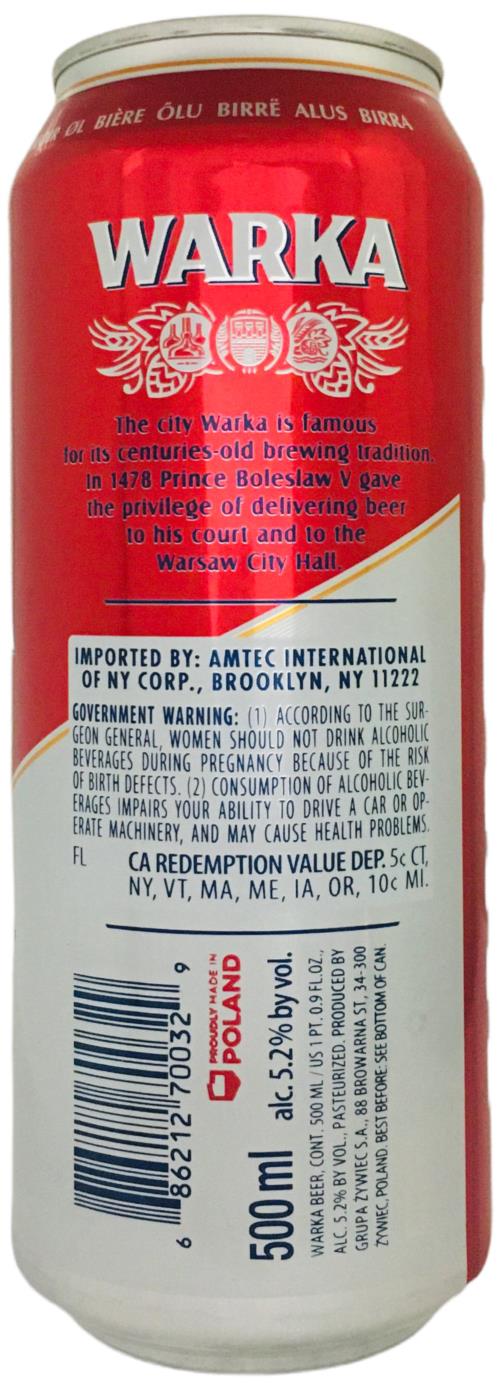 ØL BIÈRE ÕLU BIRRË ALUS BIRRA
WARKA
The city Warka is famous
for its centuries-old brewing tradition.
In 1478 Prince Boleslaw V gave
the privilege of delivering beer
to his court and to the
Warsaw City Hall.
IMPORTED BY: AMTEC INTERNATIONAL
OF NY CORP., BROOKLYN, NY 11222
GOVERNMENT WARNING: (1) ACCORDING TO THE SUR-
GEON GENERAL, WOMEN SHOULD NOT DRINK ALCOHOLIC
BEVERAGES DURING PREGNANCY BECAUSE OF THE RISK
OF BIRTH DEFECTS. (2) CONSUMPTION OF ALCOHOLIC BEV-
ERAGES IMPAIRS YOUR ABILITY TO DRIVE A CAR OR OP-
ERATE MACHINERY, AND MAY CAUSE HEALTH PROBLEMS.
FL CA REDEMPTION VALUE DEP. 5c CT,
NY, VT, MA, ME, IA, OR, 10c MI.
6 86212 70032 9
PROUDLY MADE IN
POLAND
500 ml alc. 5.2% by vol.
WARKA BEER, CONT. 500 ML / US 1 PT. 0.9 FL.OZ.,
ALC. 5.2% BY VOL., PASTEURIZED. PRODUCED BY
GRUPA ŻYWIEC S.A., 88 BROWARNA ST, 34-300
ŻYWIEC, POLAND. BEST BEFORE: SEE BOTTOM OF CAN.